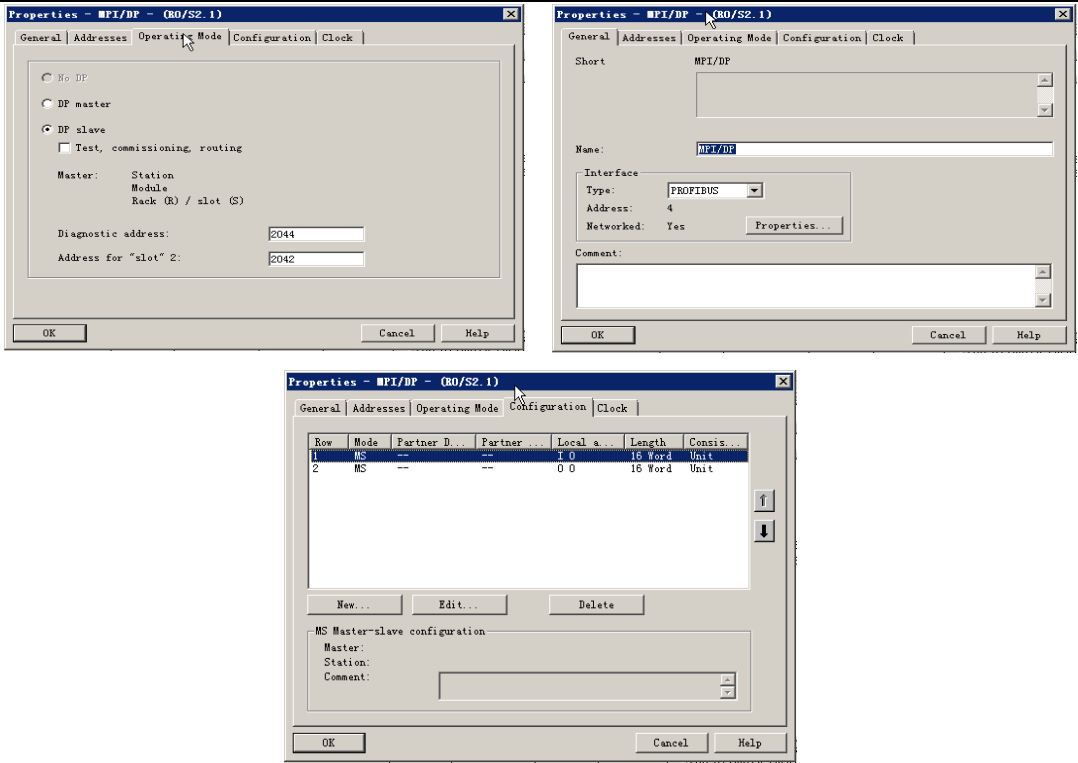 Properties - MPI/DP - (R0/S2.1)
General Addresses Operating Mode Configuration Clock
No DP
DP master
DP slave
Test, commissioning, routing
Master: Station
Module
Rack (R) / slot (S)
Diagnostic address: 2044
Address for "slot" 2: 2042
OK Cancel Help
Properties - MPI/DP - (R0/S2.1)
General Addresses Operating Mode Configuration Clock
Short MPI/DP
Name: MPI/DP
Interface
Type: PROFIBUS
Address: 4
Networked: Yes Properties...
Comment:
OK Cancel Help
Properties - MPI/DP - (R0/S2.1)
General Addresses Operating Mode Configuration Clock
Row Mode Partner D... Partner ... Local a... Length Consis...
1 MS -- -- I 0 16 Word Unit
2 MS -- -- O 0 16 Word Unit
New... Edit... Delete
MS Master-slave configuration
Master:
Station:
Comment:
OK Cancel Help